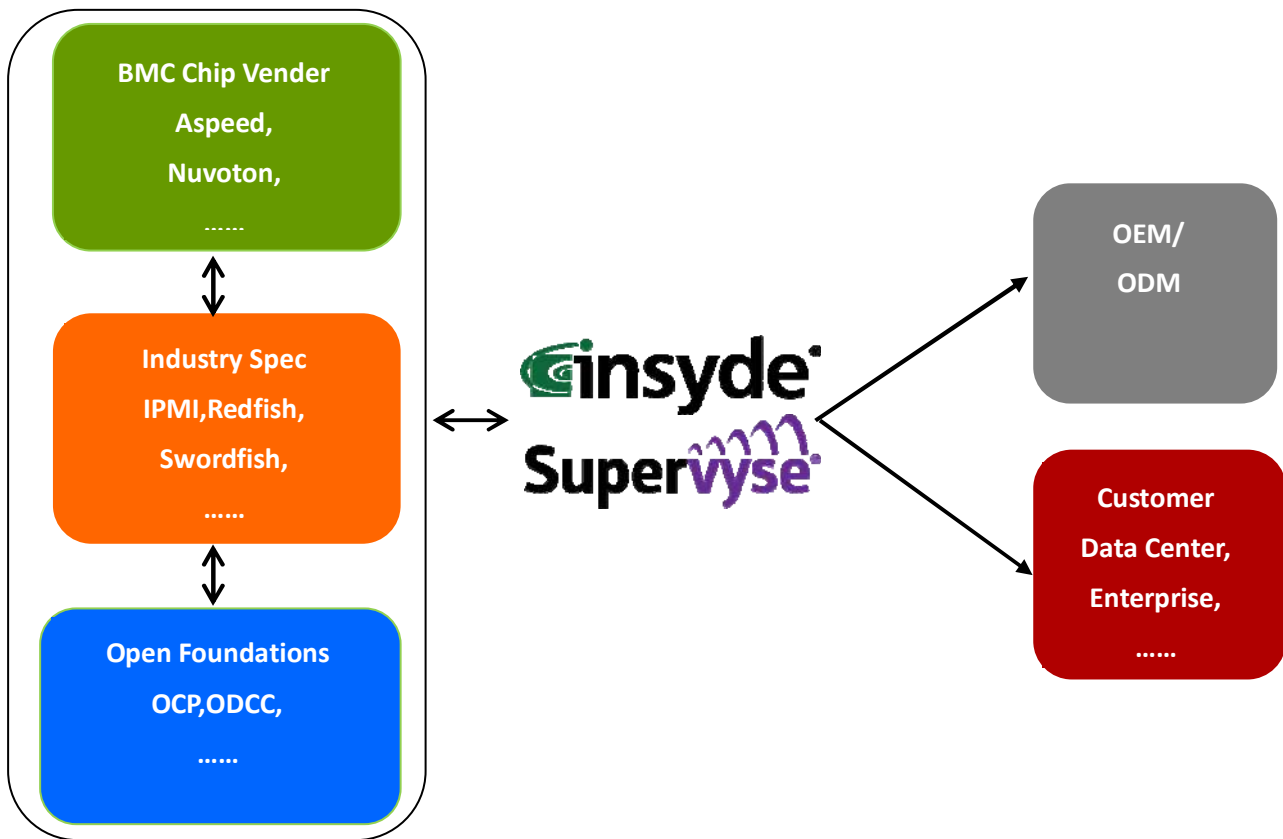 BMC Chip Vender
Aspeed,
Nuvoton,
......
Industry Spec
IPMI,Redfish,
Swordfish,
......
Open Foundations
OCP,ODCC,
......
insyde
Supervyse
OEM/
ODM
Customer
Data Center,
Enterprise,
......